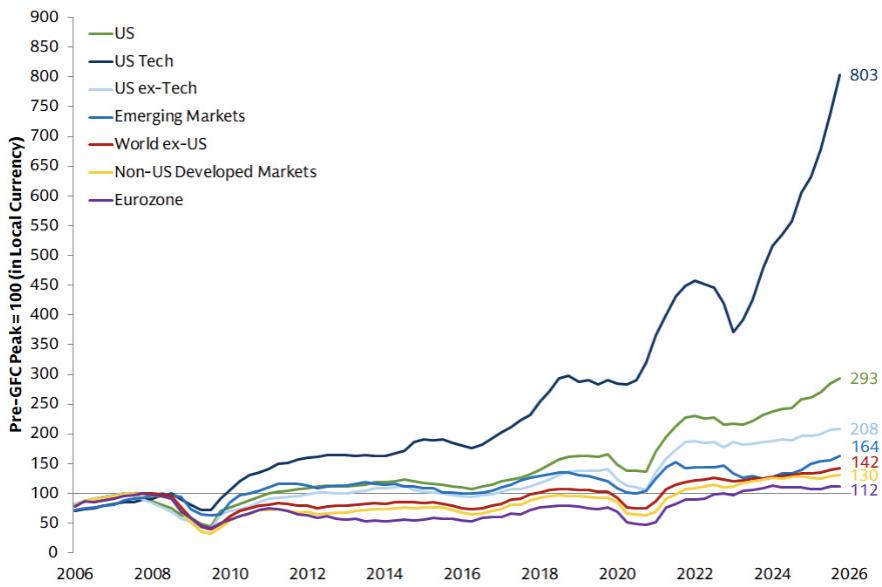 Pre-GFC Peak = 100 (in Local Currency)
900
850
800
750
700
650
600
550
500
450
400
350
300
250
200
150
100
50
0
US
US Tech
US ex-Tech
Emerging Markets
World ex-US
Non-US Developed Markets
Eurozone
803
293
208
164
142
130
112
2006 2008 2010 2012 2014 2016 2018 2020 2022 2024 2026